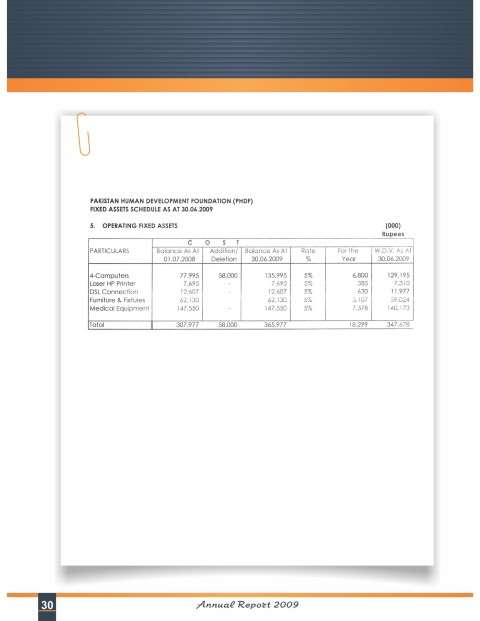 PAKISTAN HUMAN DEVELOPMENT FOUNDATION (PHDF)
FIXED ASSETS SCHEDULE AS AT 30.06.2009
5. OPERATING FIXED ASSETS (000)
Rupees
C O S T
PARTICULARS Balance As At Addition/ Balance As At Rate For the W.D.V. As At
01.07.2008 Deletion 30.06.2009 % Year 30.06.2009
4-Computers 77,995 58,000 135,995 5% 6,800 129,195
Laser HP Printer 7,695 - 7,695 5% 385 7,310
DSL Connection 12,607 - 12,607 5% 630 11,977
Furniture & Fixtures 62,130 62,130 5% 3,107 59,024
Medical Equipment 147,550 - 147,550 5% 7,378 140,173
Total 307,977 58,000 365,977 18,299 347,678
30 Annual Report 2009